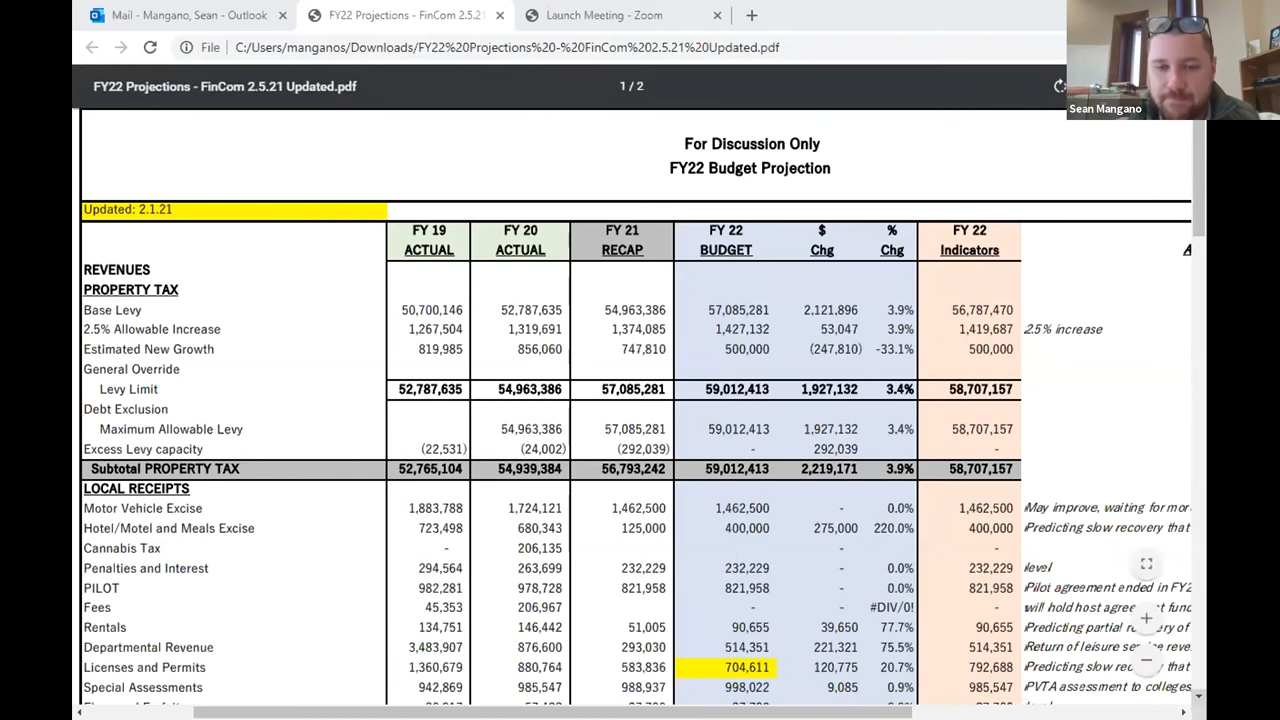 Mail - Mangano, Sean - Outlook
FY22 Projections - FinCom 2.5.21
Launch Meeting - Zoom
File C:/Users/manganos/Downloads/FY22%20Projections%20-%20FinCom%202.5.21%20Updated.pdf
FY22 Projections - FinCom 2.5.21 Updated.pdf 1 / 2
Sean Mangano
For Discussion Only
FY22 Budget Projection
Updated: 2.1.21
FY 19 FY 20 FY 21 FY 22 $ % FY 22
ACTUAL ACTUAL RECAP BUDGET Chg Chg Indicators A
REVENUES
PROPERTY TAX
Base Levy 50,700,146 52,787,635 54,963,386 57,085,281 2,121,896 3.9% 56,787,470
2.5% Allowable Increase 1,267,504 1,319,691 1,374,085 1,427,132 53,047 3.9% 1,419,687 2.5% increase
Estimated New Growth 819,985 856,060 747,810 500,000 (247,810) -33.1% 500,000
General Override
Levy Limit 52,787,635 54,963,386 57,085,281 59,012,413 1,927,132 3.4% 58,707,157
Debt Exclusion
Maximum Allowable Levy 54,963,386 57,085,281 59,012,413 1,927,132 3.4% 58,707,157
Excess Levy capacity (22,531) (24,002) (292,039) - 292,039 -
Subtotal PROPERTY TAX 52,765,104 54,939,384 56,793,242 59,012,413 2,219,171 3.9% 58,707,157
LOCAL RECEIPTS
Motor Vehicle Excise 1,883,788 1,724,121 1,462,500 1,462,500 - 0.0% 1,462,500 May improve, waiting for mor
Hotel/Motel and Meals Excise 723,498 680,343 125,000 400,000 275,000 220.0% 400,000 Predicting slow recovery that
Cannabis Tax - 206,135 - -
Penalties and Interest 294,564 263,699 232,229 232,229 - 0.0% 232,229 level
PILOT 982,281 978,728 821,958 821,958 - 0.0% 821,958 Pilot agreement ended in FY2
Fees 45,353 206,967 - - #DIV/0! - will hold host fund
Rentals 134,751 146,442 51,005 90,655 39,650 77.7% 90,655 Predicting partial of
Departmental Revenue 3,483,907 876,600 293,030 514,351 221,321 75.5% 514,351 Return of leisure reve
Licenses and Permits 1,360,679 880,764 583,836 704,611 120,775 20.7% 792,688 Predicting slow that
Special Assessments 942,869 985,547 988,937 998,022 9,085 0.9% 985,547 PVTA assessment to colleges